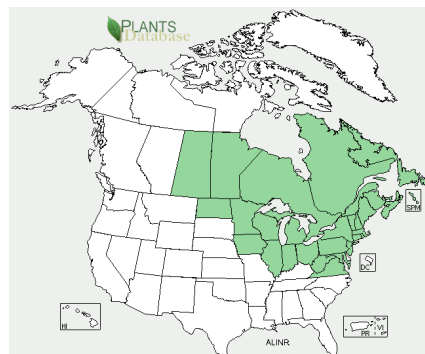 PLANTS
Database
SPM
DC
HI
PR
VI
ALINR